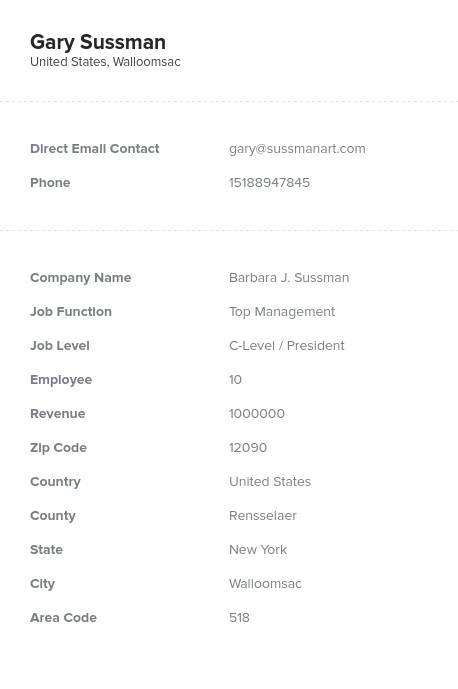 Gary Sussman
United States, Walloomsac
Direct Email Contact gary@sussmanart.com
Phone 15188947845
Company Name Barbara J. Sussman
Job Function Top Management
Job Level C-Level / President
Employee 10
Revenue 1000000
Zip Code 12090
Country United States
County Rensselaer
State New York
City Walloomsac
Area Code 518